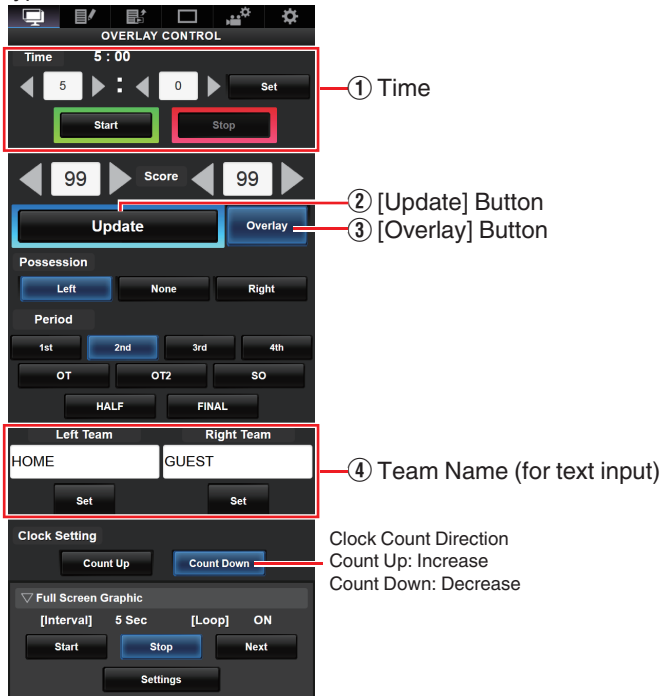 OVERLAY CONTROL
Time 5 : 00
5 : 0 Set
Start Stop
① Time
99 Score 99
Update Overlay
② [Update] Button
③ [Overlay] Button
Possession
Left None Right
Period
1st 2nd 3rd 4th
OT OT2 SO
HALF FINAL
Left Team Right Team
HOME GUEST
Set Set
④ Team Name (for text input)
Clock Setting
Count Up Count Down
Clock Count Direction
Count Up: Increase
Count Down: Decrease
▽ Full Screen Graphic
[Interval] 5 Sec [Loop] ON
Start Stop Next
Settings